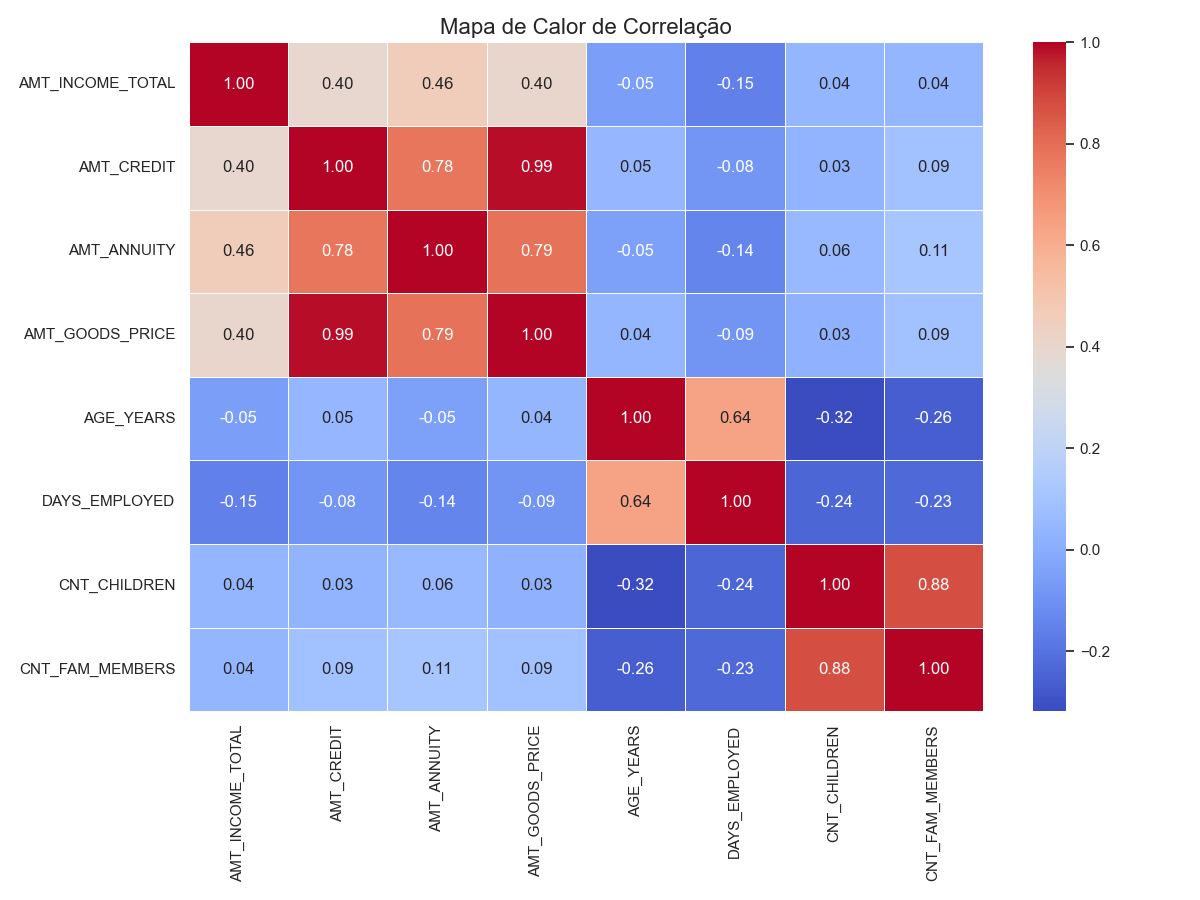 Mapa de Calor de Correlação
AMT_INCOME_TOTAL 1.00 0.40 0.46 0.40 -0.05 -0.15 0.04 0.04
AMT_CREDIT 0.40 1.00 0.78 0.99 0.05 -0.08 0.03 0.09
AMT_ANNUITY 0.46 0.78 1.00 0.79 -0.05 -0.14 0.06 0.11
AMT_GOODS_PRICE 0.40 0.99 0.79 1.00 0.04 -0.09 0.03 0.09
AGE_YEARS -0.05 0.05 -0.05 0.04 1.00 0.64 -0.32 -0.26
DAYS_EMPLOYED -0.15 -0.08 -0.14 -0.09 0.64 1.00 -0.24 -0.23
CNT_CHILDREN 0.04 0.03 0.06 0.03 -0.32 -0.24 1.00 0.88
CNT_FAM_MEMBERS 0.04 0.09 0.11 0.09 -0.26 -0.23 0.88 1.00
AMT_INCOME_TOTAL
AMT_CREDIT
AMT_ANNUITY
AMT_GOODS_PRICE
AGE_YEARS
DAYS_EMPLOYED
CNT_CHILDREN
CNT_FAM_MEMBERS
1.0
0.8
0.6
0.4
0.2
0.0
−0.2